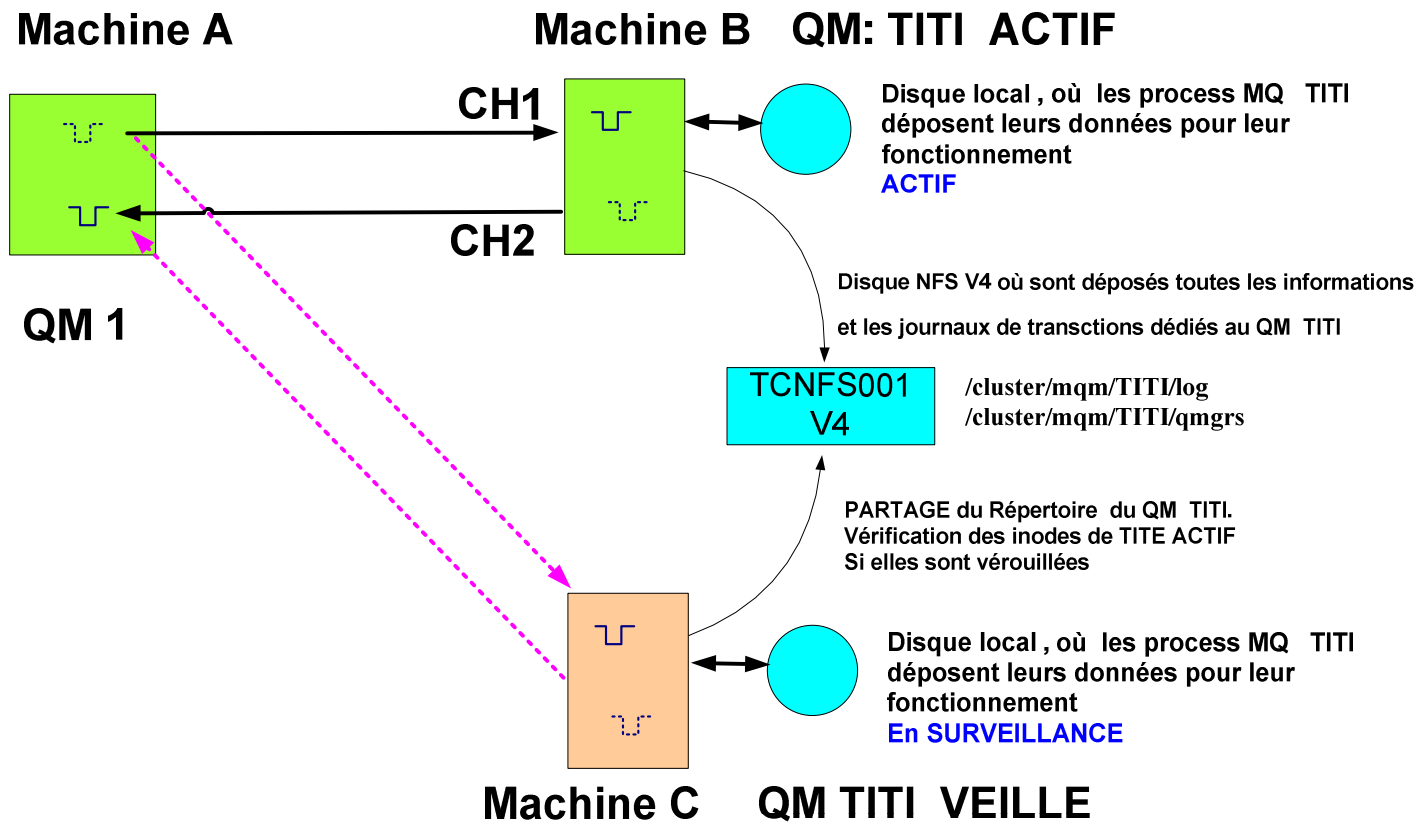 Machine A
Machine B
QM: TITI ACTIF
CH1
Disque local , où les process MQ TITI
déposent leurs données pour leur
fonctionnement
ACTIF
CH2
Disque NFS V4 où sont déposés toutes les informations
et les journaux de transctions dédiés au QM TITI
QM 1
TCNFS001
V4
/cluster/mqm/TITI/log
/cluster/mqm/TITI/qmgrs
PARTAGE du Répertoire du QM TITI.
Vérification des inodes de TITE ACTIF
Si elles sont vérouillées
Disque local , où les process MQ TITI
déposent leurs données pour leur
fonctionnement
En SURVEILLANCE
Machine C
QM TITI VEILLE